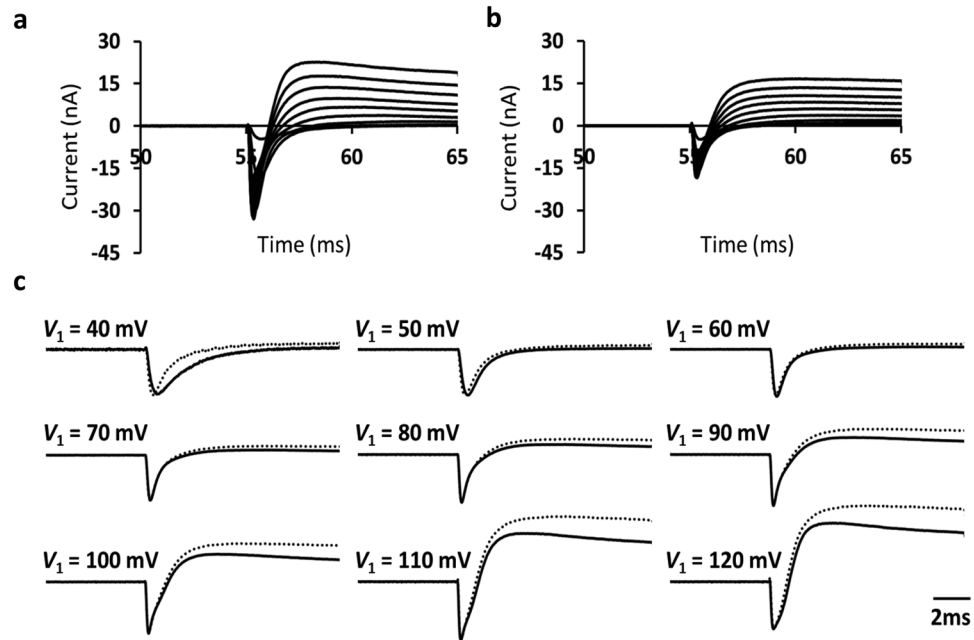 a
b
30
15
0
-15
-30
-45
50
55
60
65
Current (nA)
Time (ms)
30
15
0
-15
-30
-45
50
55
60
65
Current (nA)
Time (ms)
c
V1 = 40 mV
V1 = 50 mV
V1 = 60 mV
V1 = 70 mV
V1 = 80 mV
V1 = 90 mV
V1 = 100 mV
V1 = 110 mV
V1 = 120 mV
2ms